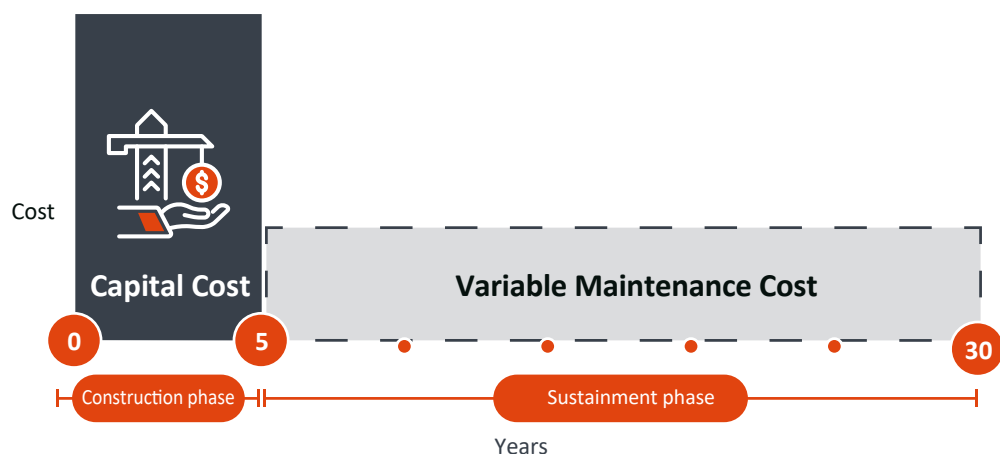 $
Cost
Capital Cost
Variable Maintenance Cost
0
5
30
Construction phase
Sustainment phase
Years